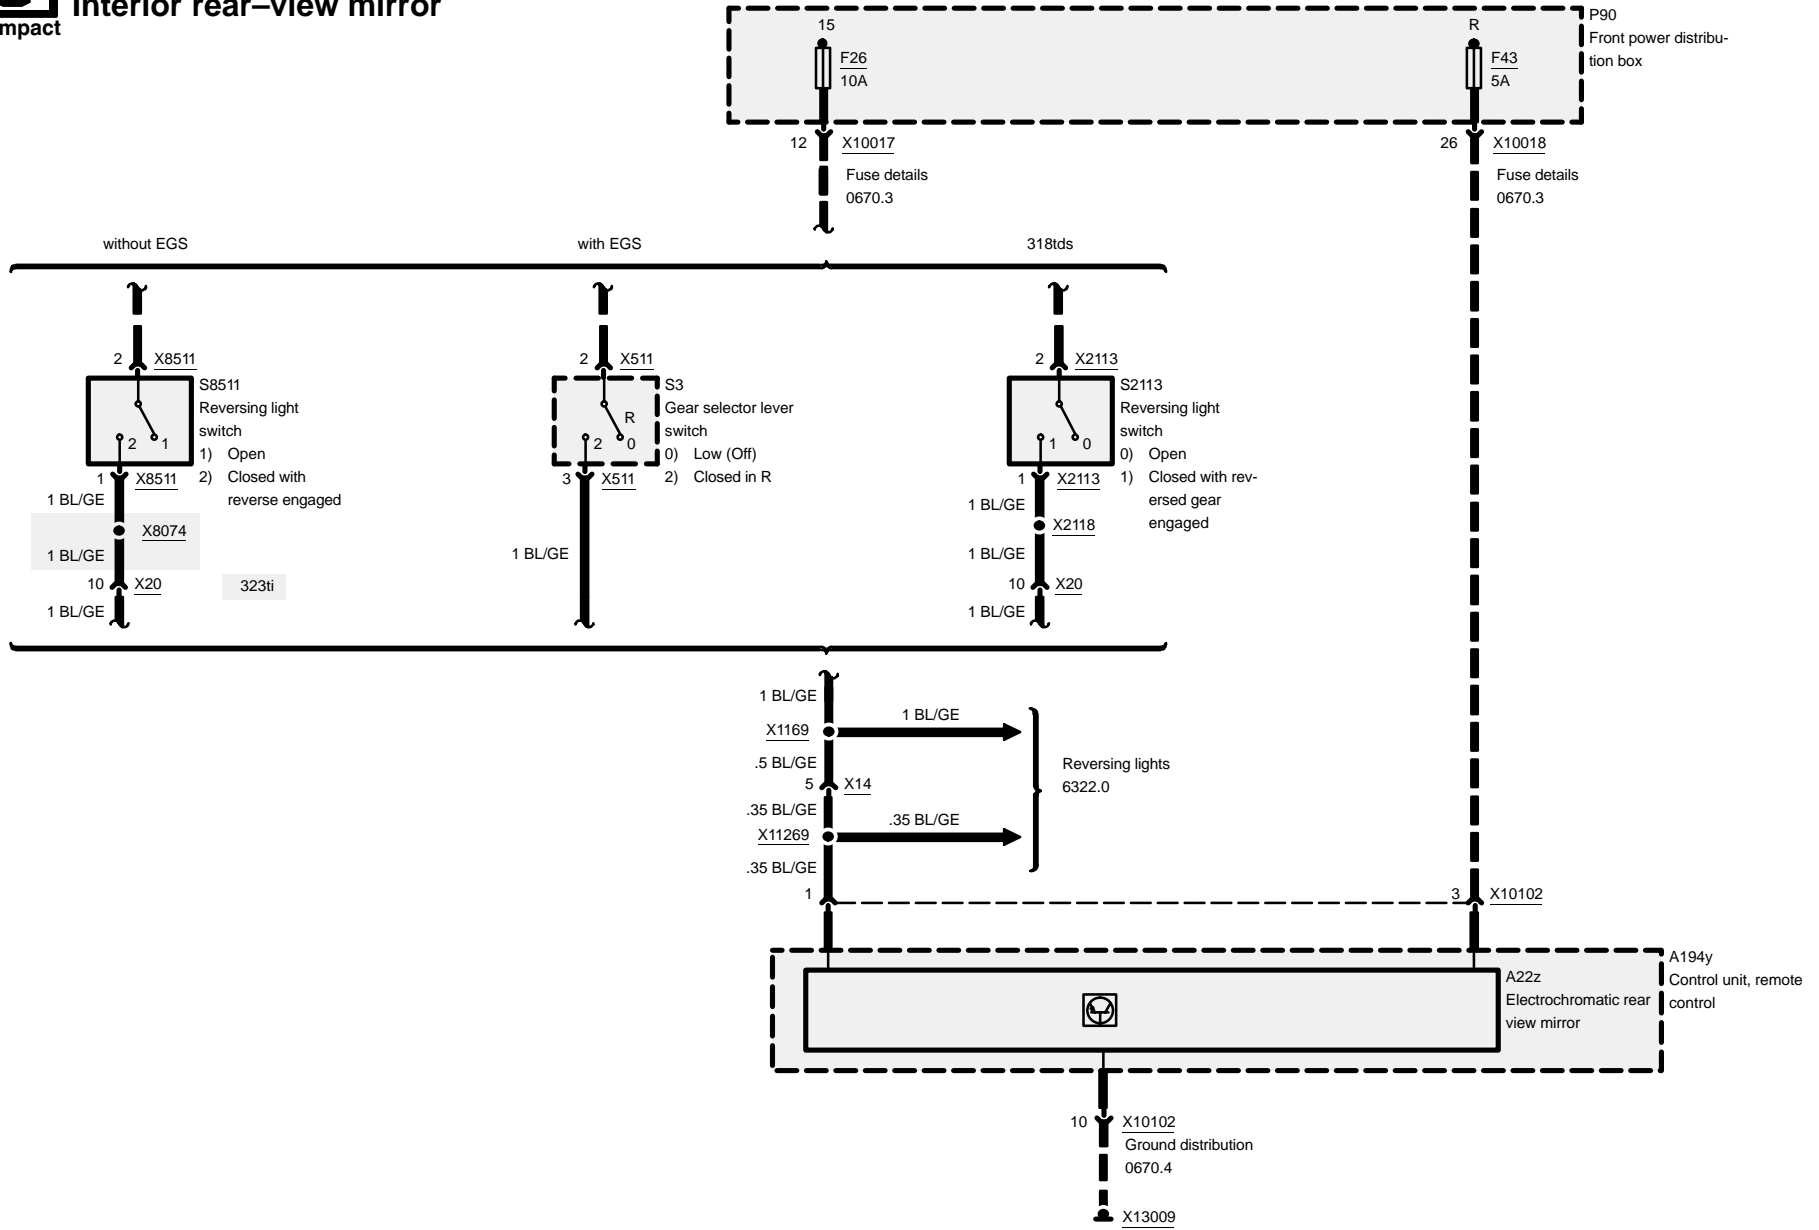 Interior rear–view mirror
mpact
15
R
P90
Front power distribu-
tion box
F26
10A
F43
5A
12
X10017
26
X10018
Fuse details
0670.3
Fuse details
0670.3
without EGS
with EGS
318tds
2
X8511
S8511
Reversing light
switch
1) Open
2) Closed with
reverse engaged
2
1
1
X8511
1 BL/GE
X8074
1 BL/GE
10
X20
323ti
1 BL/GE
2
X511
S3
Gear selector lever
switch
0) Low (Off)
2) Closed in R
R
2
0
3
X511
1 BL/GE
2
X2113
S2113
Reversing light
switch
0) Open
1) Closed with rev-
ersed gear
engaged
1
0
1
X2113
1 BL/GE
X2118
1 BL/GE
10
X20
1 BL/GE
1 BL/GE
X1169
1 BL/GE
.5 BL/GE
5
X14
Reversing lights
6322.0
.35 BL/GE
X11269
.35 BL/GE
.35 BL/GE
1
3
X10102
A194y
Control unit, remote
control
A22z
Electrochromatic rear
view mirror
10
X10102
Ground distribution
0670.4
X13009